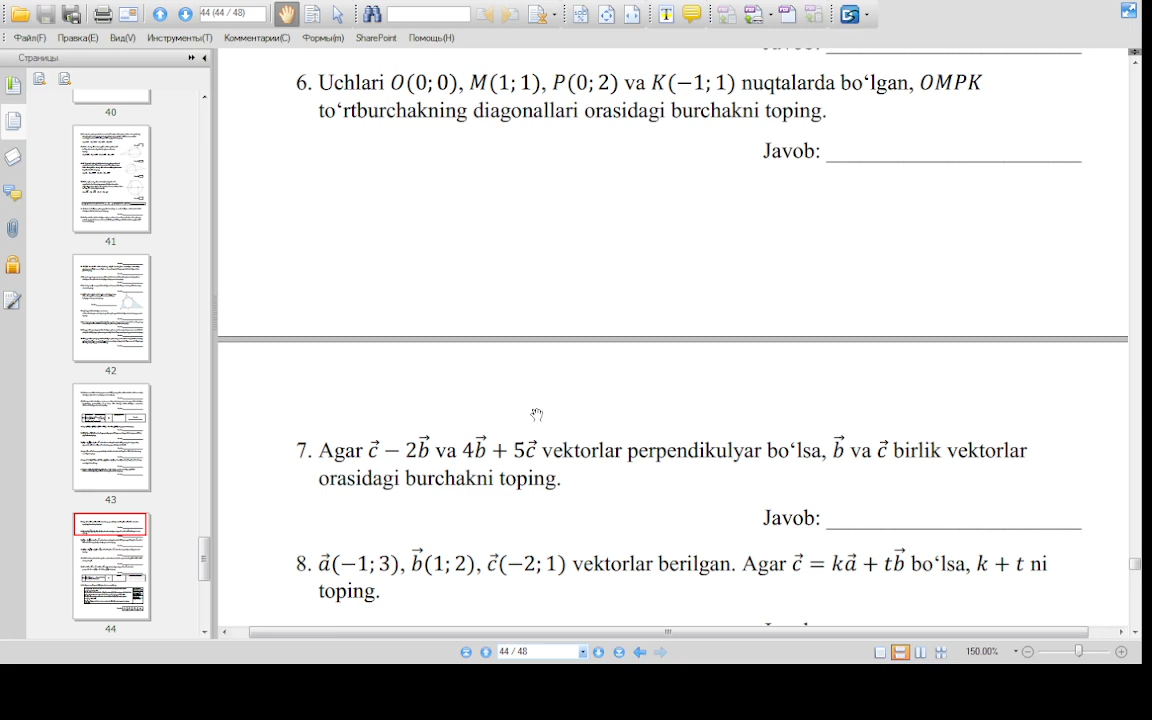 44 (44 / 48)
Файл(F) Правка(E) Вид(V) Инструменты(T) Комментарии(C) Формы(m) SharePoint Помощь(H)
Страницы
40
41
42
43
44
6. Uchlari O(0; 0), M(1; 1), P(0; 2) va K(−1; 1) nuqtalarda bo‘lgan, OMPK
to‘rtburchakning diagonallari orasidagi burchakni toping.
Javob: ____________________
7. Agar c⃗ − 2b⃗ va 4b⃗ + 5c⃗ vektorlar perpendikulyar bo‘lsa, b⃗ va c⃗ birlik vektorlar
orasidagi burchakni toping.
Javob: ____________________
8. a⃗(−1; 3), b⃗(1; 2), c⃗(−2; 1) vektorlar berilgan. Agar c⃗ = ka⃗ + tb⃗ bo‘lsa, k + t ni
toping.
44 / 48
150.00%